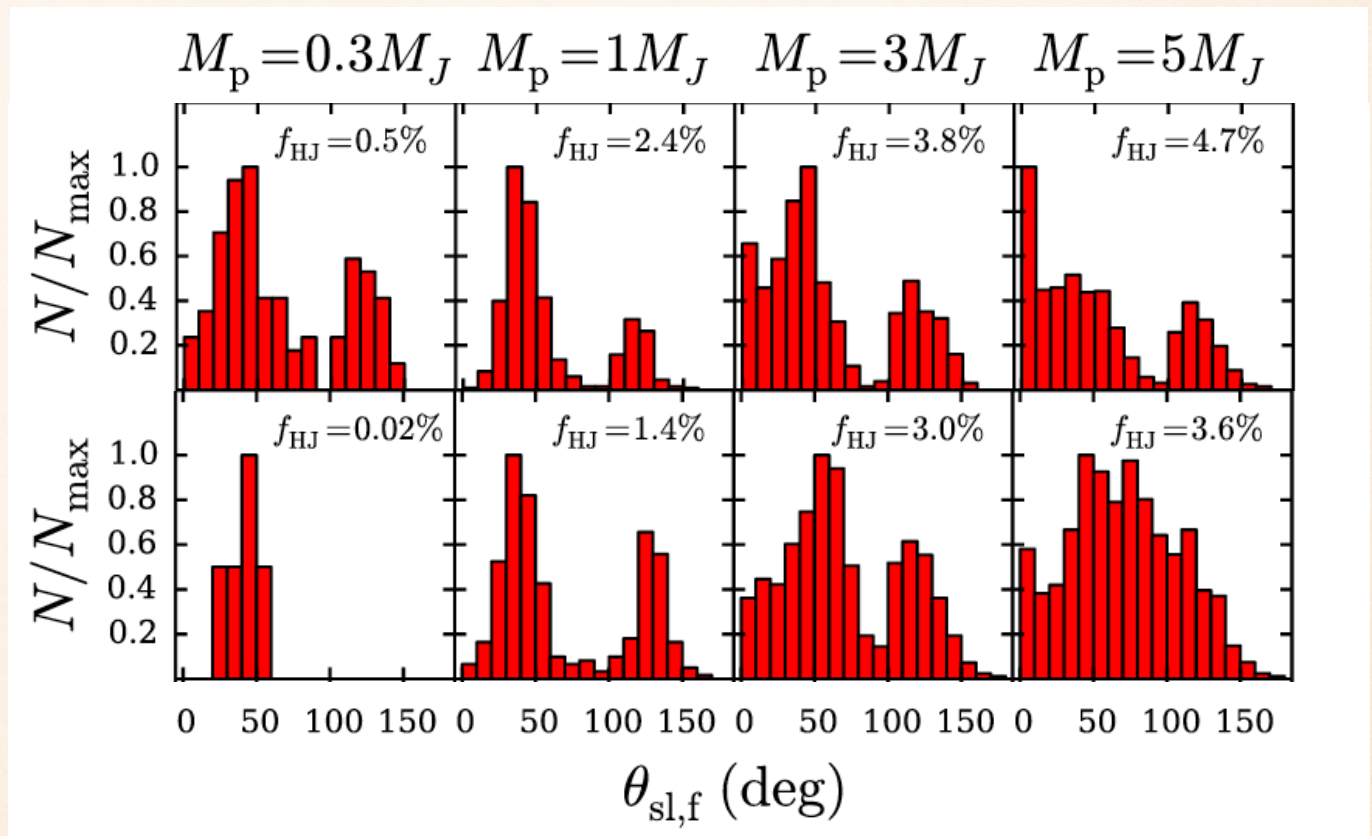 M_p=0.3M_J M_p=1M_J M_p=3M_J M_p=5M_J
f_HJ=0.5% f_HJ=2.4% f_HJ=3.8% f_HJ=4.7%
N/N_max
1.0
0.8
0.6
0.4
0.2
f_HJ=0.02% f_HJ=1.4% f_HJ=3.0% f_HJ=3.6%
N/N_max
1.0
0.8
0.6
0.4
0.2
0 50 100 150 0 50 100 150 0 50 100 150 0 50 100 150
θ_sl,f (deg)